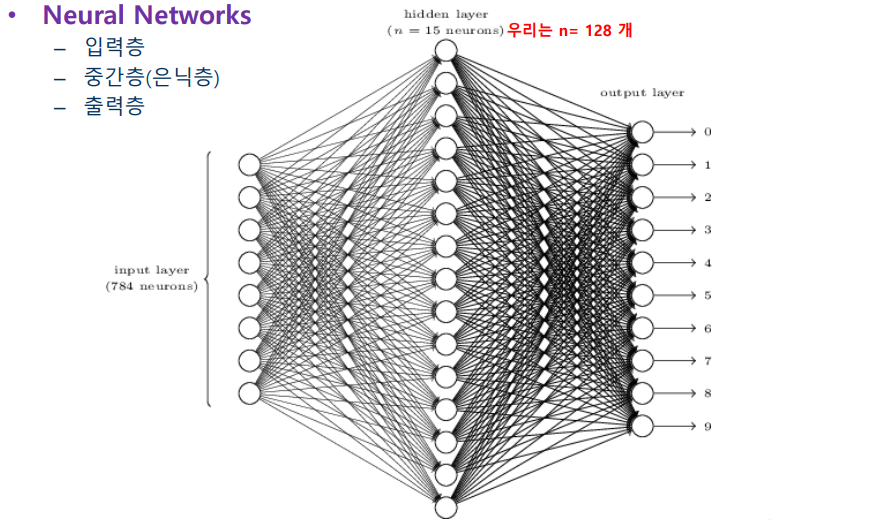 • Neural Networks
– 입력층
– 중간층(은닉층)
– 출력층
hidden layer
(n = 15 neurons) 우리는 n= 128 개
output layer
input layer
(784 neurons)
0
1
2
3
4
5
6
7
8
9